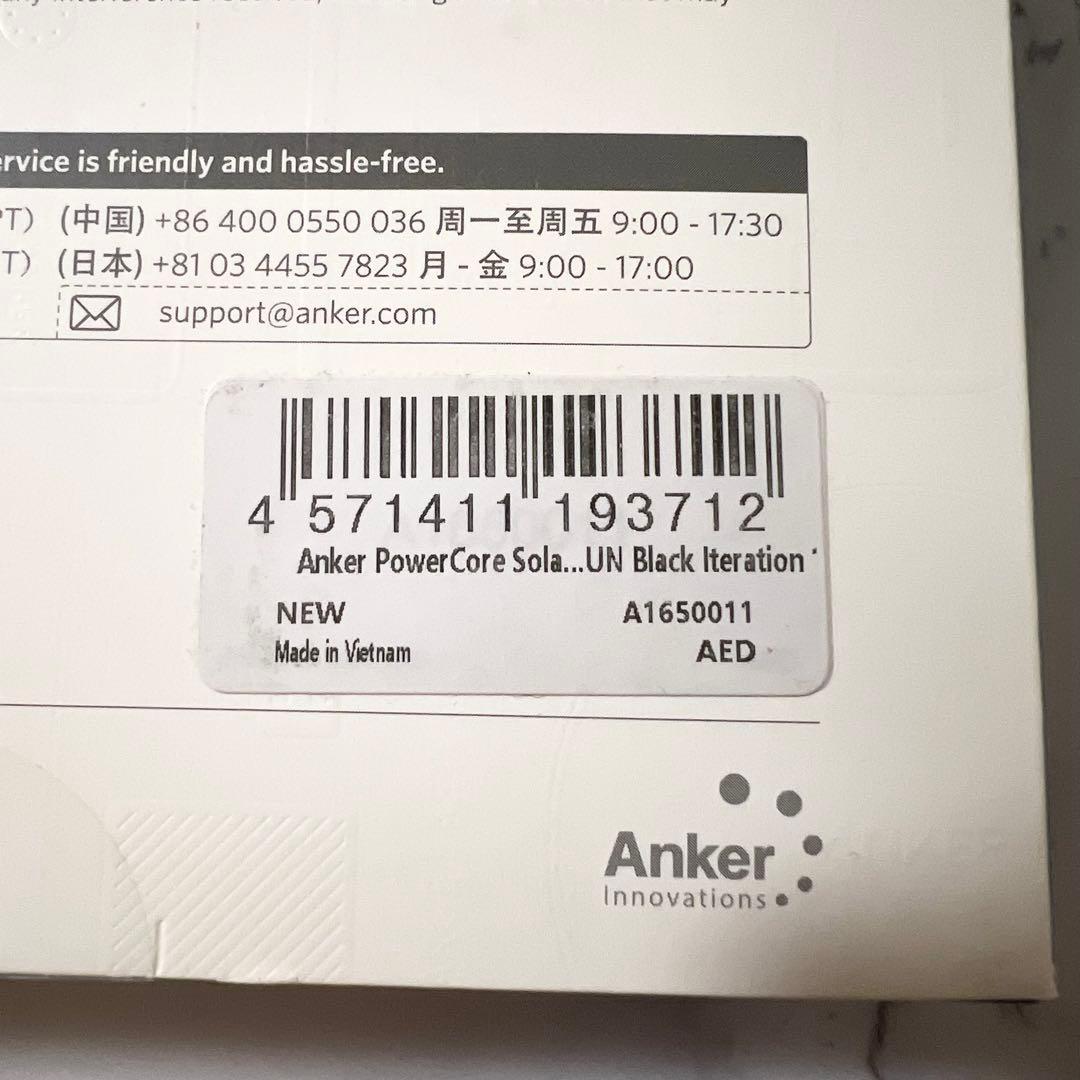 ervice is friendly and hassle-free.
PT) (中国) +86 400 0550 036 周一至周五 9:00 - 17:30
T) (日本) +81 03 4455 7823 月 - 金 9:00 - 17:00
support@anker.com
4 571411 193712
Anker PowerCore Sola...UN Black Iteration
NEW A1650011
Made in Vietnam AED
Anker
Innovations